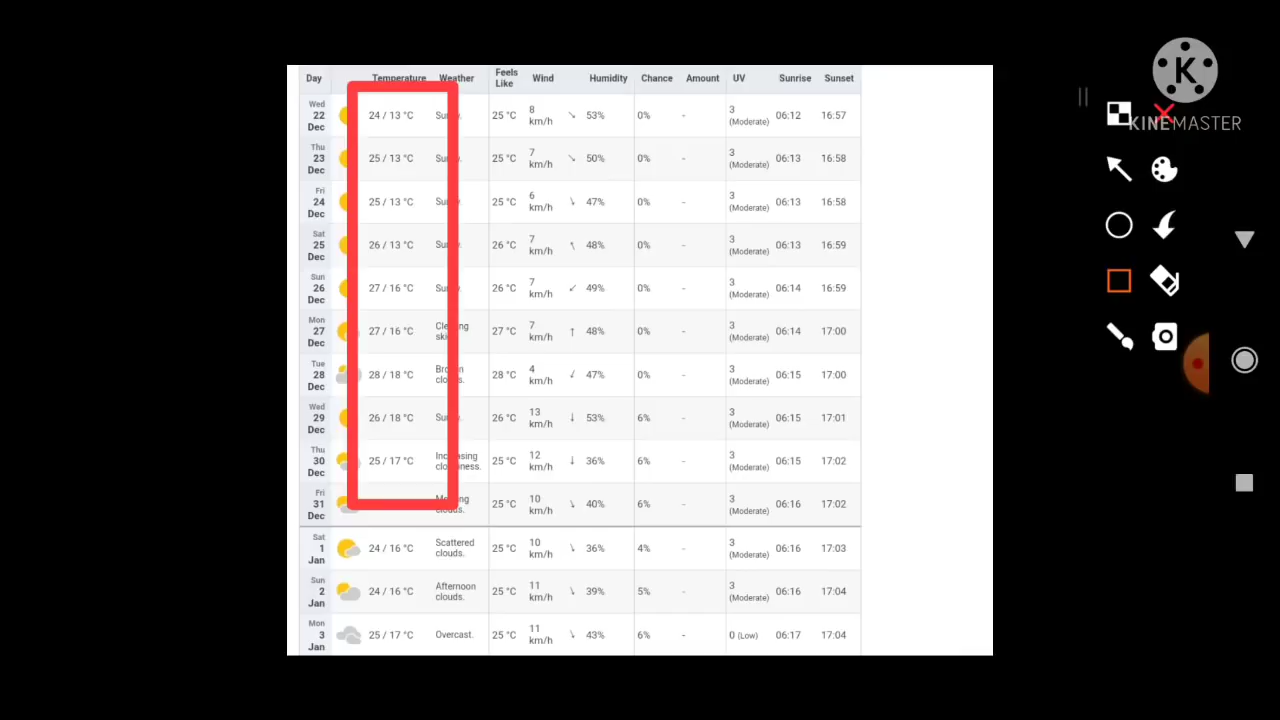 Day Temperature Weather Feels Like Wind Humidity Chance Amount UV Sunrise Sunset
Wed 22 Dec 24 / 13 °C 25 °C 8 km/h 53% 0% - 3 (Moderate) 06:12 16:57
Thu 23 Dec 25 / 13 °C 25 °C 7 km/h 50% 0% - 3 (Moderate) 06:13 16:58
Fri 24 Dec 25 / 13 °C 25 °C 6 km/h 47% 0% - 3 (Moderate) 06:13 16:58
Sat 25 Dec 26 / 13 °C 26 °C 7 km/h 48% 0% - 3 (Moderate) 06:13 16:59
Sun 26 Dec 27 / 16 °C 26 °C 7 km/h 49% 0% - 3 (Moderate) 06:14 16:59
Mon 27 Dec 27 / 16 °C 27 °C 7 km/h 48% 0% - 3 (Moderate) 06:14 17:00
Tue 28 Dec 28 / 18 °C clouds. 28 °C 4 km/h 47% 0% - 3 (Moderate) 06:15 17:00
Wed 29 Dec 26 / 18 °C 26 °C 13 km/h 53% 6% - 3 (Moderate) 06:15 17:01
Thu 30 Dec 25 / 17 °C Increasing cloudiness. 25 °C 12 km/h 36% 6% - 3 (Moderate) 06:15 17:02
Fri 31 Dec clouds. 25 °C 10 km/h 40% 6% - 3 (Moderate) 06:16 17:02
Sat 1 Jan 24 / 16 °C Scattered clouds. 25 °C 10 km/h 36% 4% - 3 (Moderate) 06:16 17:03
Sun 2 Jan 24 / 16 °C Afternoon clouds. 25 °C 11 km/h 39% 5% - 3 (Moderate) 06:16 17:04
Mon 3 Jan 25 / 17 °C Overcast. 25 °C 11 km/h 43% 6% - 0 (Low) 06:17 17:04
K
KINEMASTER